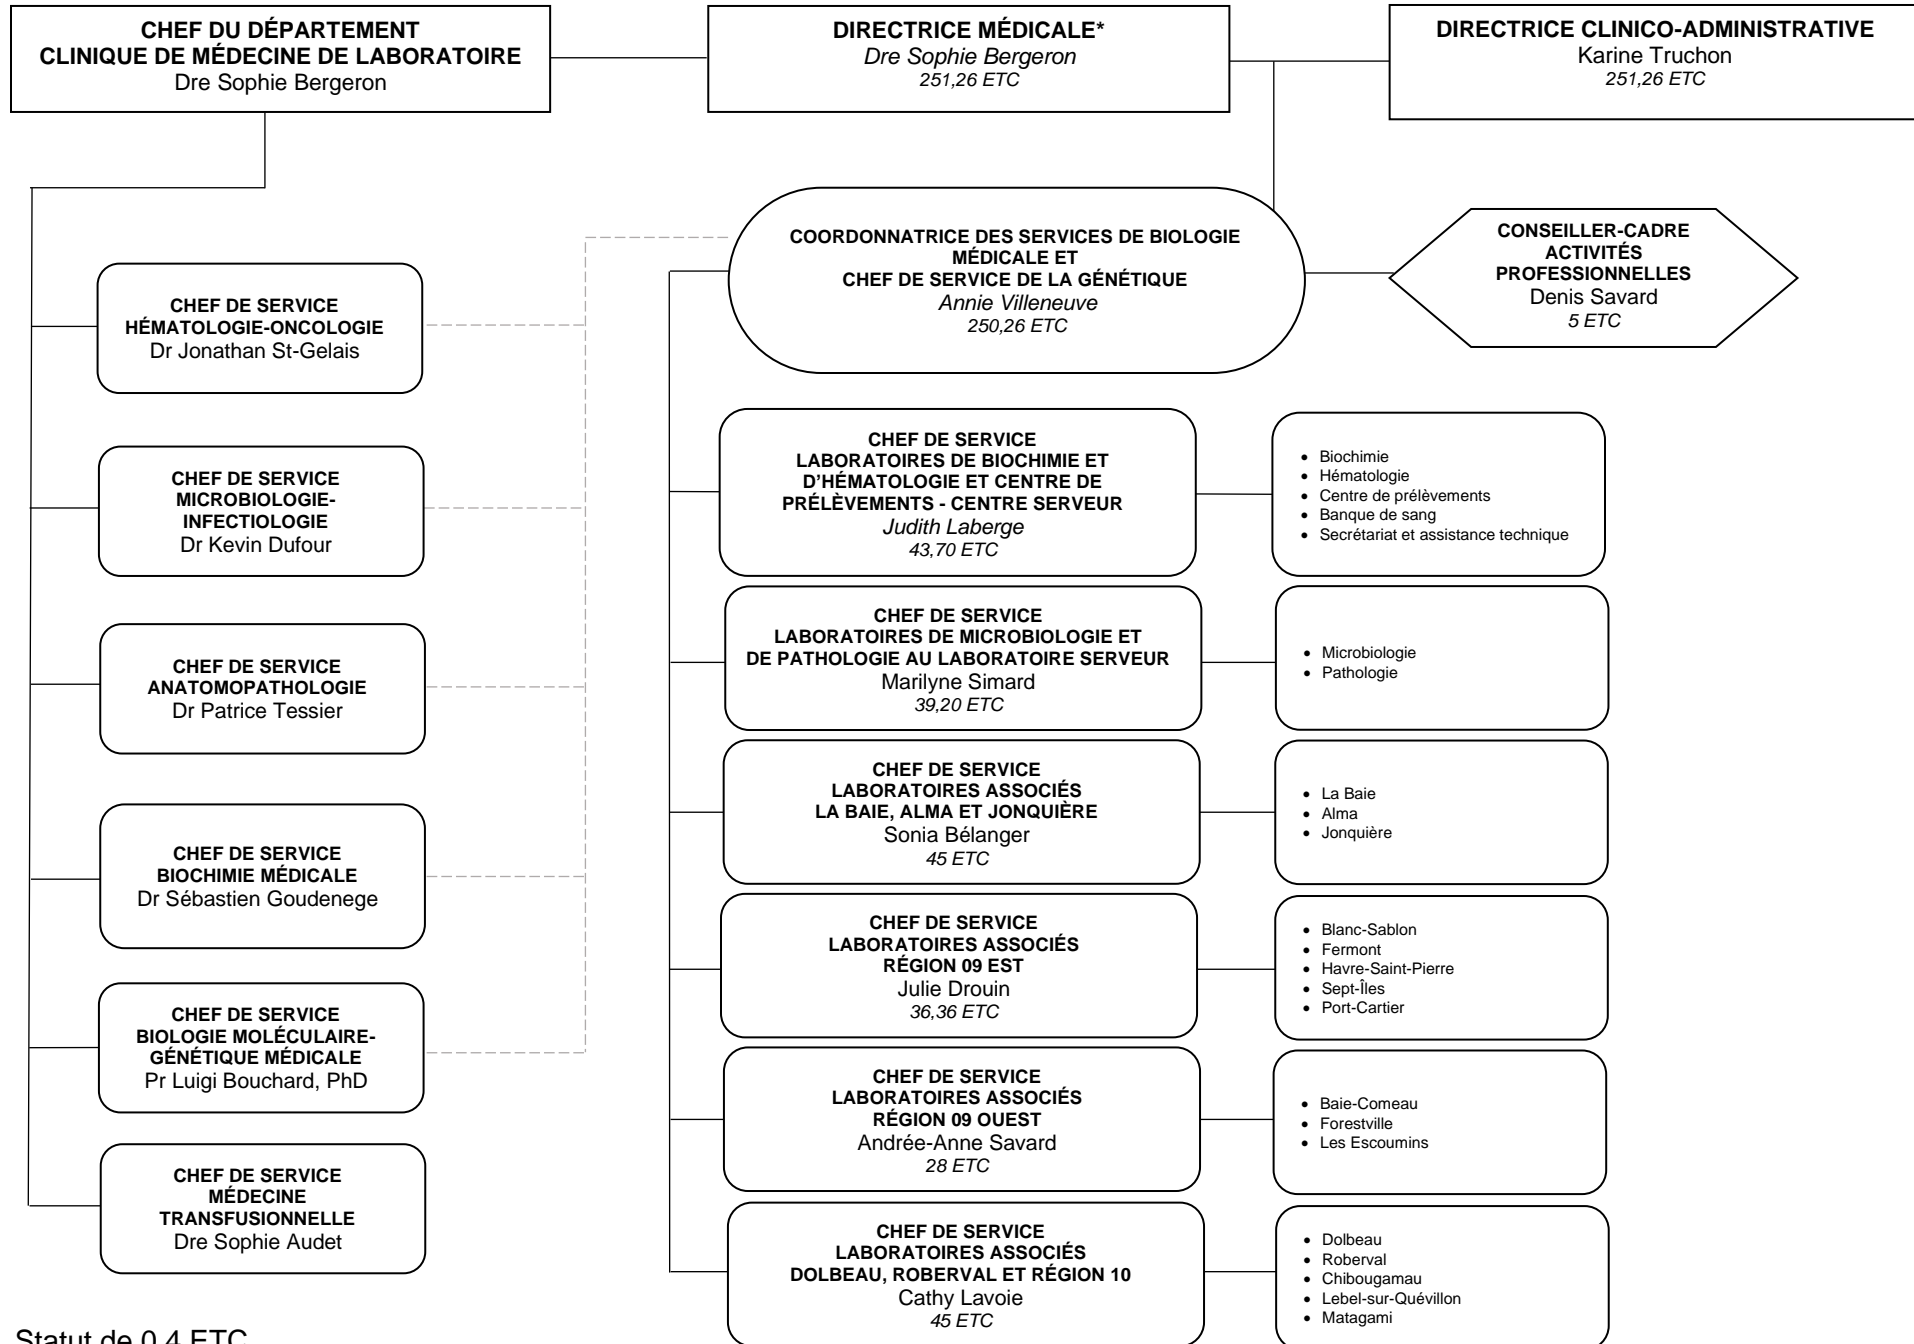 CHEF DU DÉPARTEMENT
CLINIQUE DE MÉDECINE DE LABORATOIRE
Dre Sophie Bergeron
DIRECTRICE MÉDICALE*
Dre Sophie Bergeron
251,26 ETC
DIRECTRICE CLINICO-ADMINISTRATIVE
Karine Truchon
251,26 ETC
COORDONNATRICE DES SERVICES DE BIOLOGIE
MÉDICALE ET
CHEF DE SERVICE DE LA GÉNÉTIQUE
Annie Villeneuve
250,26 ETC
CONSEILLER-CADRE
ACTIVITÉS
PROFESSIONNELLES
Denis Savard
5 ETC
CHEF DE SERVICE
HÉMATOLOGIE-ONCOLOGIE
Dr Jonathan St-Gelais
CHEF DE SERVICE
MICROBIOLOGIE-
INFECTIOLOGIE
Dr Kevin Dufour
CHEF DE SERVICE
ANATOMOPATHOLOGIE
Dr Patrice Tessier
CHEF DE SERVICE
BIOCHIMIE MÉDICALE
Dr Sébastien Goudenege
CHEF DE SERVICE
BIOLOGIE MOLÉCULAIRE-
GÉNÉTIQUE MÉDICALE
Pr Luigi Bouchard, PhD
CHEF DE SERVICE
MÉDECINE
TRANSFUSIONNELLE
Dre Sophie Audet
CHEF DE SERVICE
LABORATOIRES DE BIOCHIMIE ET
D'HÉMATOLOGIE ET CENTRE DE
PRÉLÈVEMENTS - CENTRE SERVEUR
Judith Laberge
43,70 ETC
• Biochimie
• Hématologie
• Centre de prélèvements
• Banque de sang
• Secrétariat et assistance technique
CHEF DE SERVICE
LABORATOIRES DE MICROBIOLOGIE ET
DE PATHOLOGIE AU LABORATOIRE SERVEUR
Marilyne Simard
39,20 ETC
• Microbiologie
• Pathologie
CHEF DE SERVICE
LABORATOIRES ASSOCIÉS
LA BAIE, ALMA ET JONQUIÈRE
Sonia Bélanger
45 ETC
• La Baie
• Alma
• Jonquière
CHEF DE SERVICE
LABORATOIRES ASSOCIÉS
RÉGION 09 EST
Julie Drouin
36,36 ETC
• Blanc-Sablon
• Fermont
• Havre-Saint-Pierre
• Sept-Îles
• Port-Cartier
CHEF DE SERVICE
LABORATOIRES ASSOCIÉS
RÉGION 09 OUEST
Andrée-Anne Savard
28 ETC
• Baie-Comeau
• Forestville
• Les Escoumins
CHEF DE SERVICE
LABORATOIRES ASSOCIÉS
DOLBEAU, ROBERVAL ET RÉGION 10
Cathy Lavoie
45 ETC
• Dolbeau
• Roberval
• Chibougamau
• Lebel-sur-Quévillon
• Matagami
Statut de 0,4 ETC